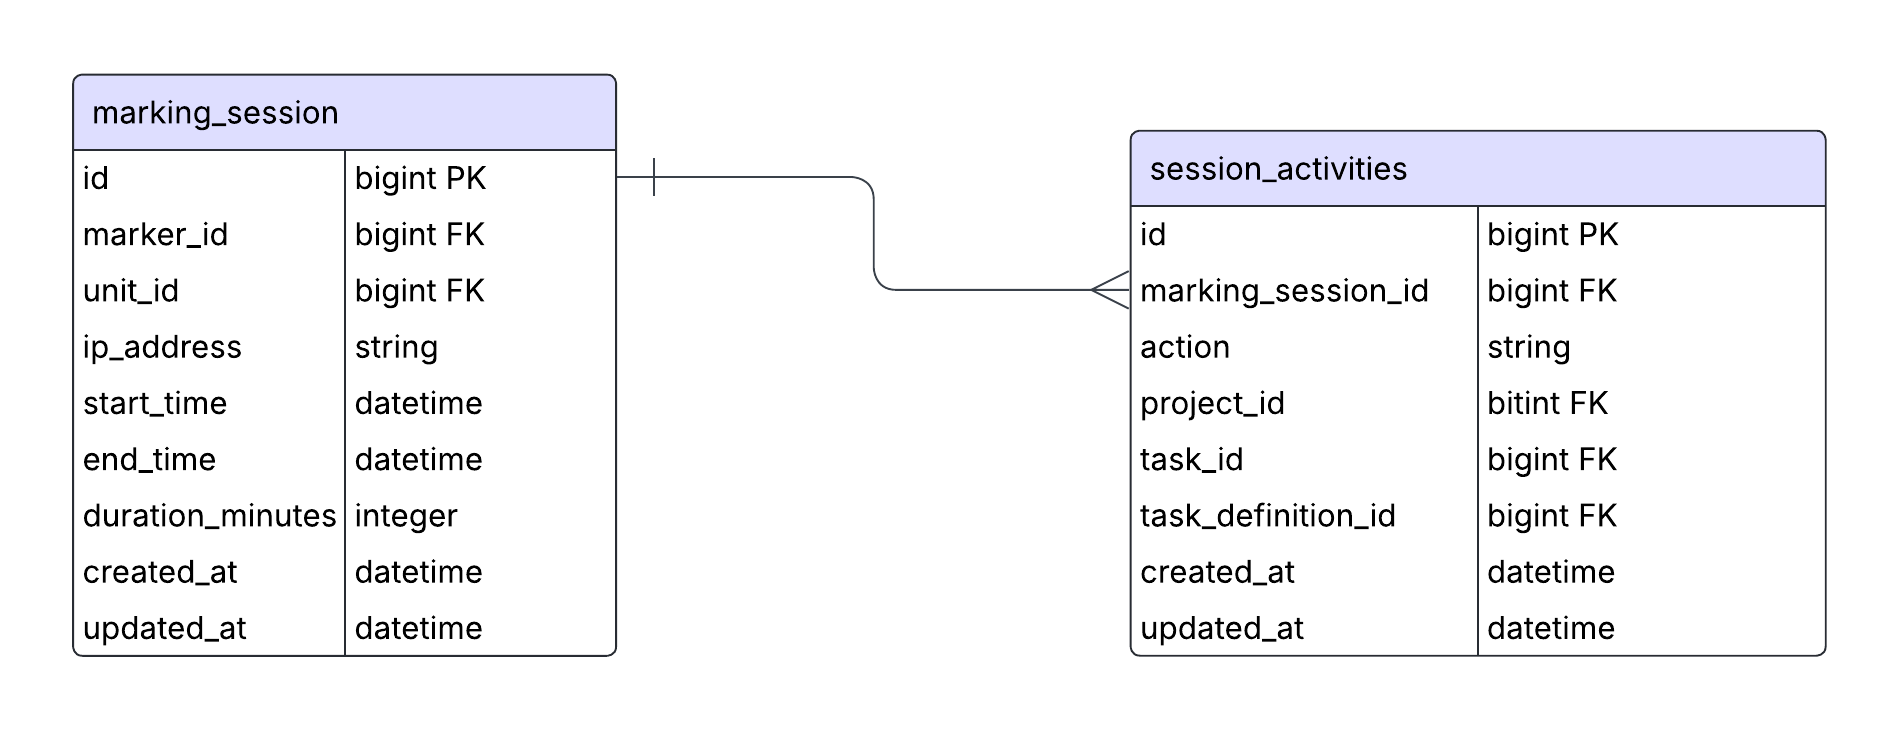 marking_session
id bigint PK
marker_id bigint FK
unit_id bigint FK
ip_address string
start_time datetime
end_time datetime
duration_minutes integer
created_at datetime
updated_at datetime
session_activities
id bigint PK
marking_session_id bigint FK
action string
project_id bitint FK
task_id bigint FK
task_definition_id bigint FK
created_at datetime
updated_at datetime